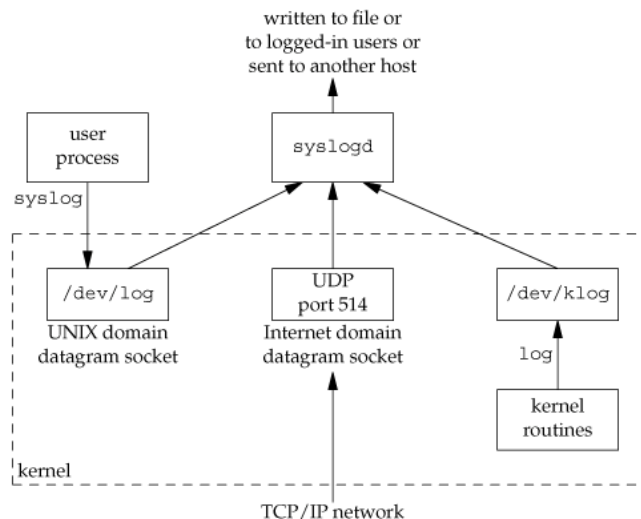 written to file or
to logged-in users or
sent to another host
user
process
syslogd
syslog
/dev/log
UNIX domain
datagram socket
UDP
port 514
Internet domain
datagram socket
/dev/klog
log
kernel
routines
kernel
TCP/IP network